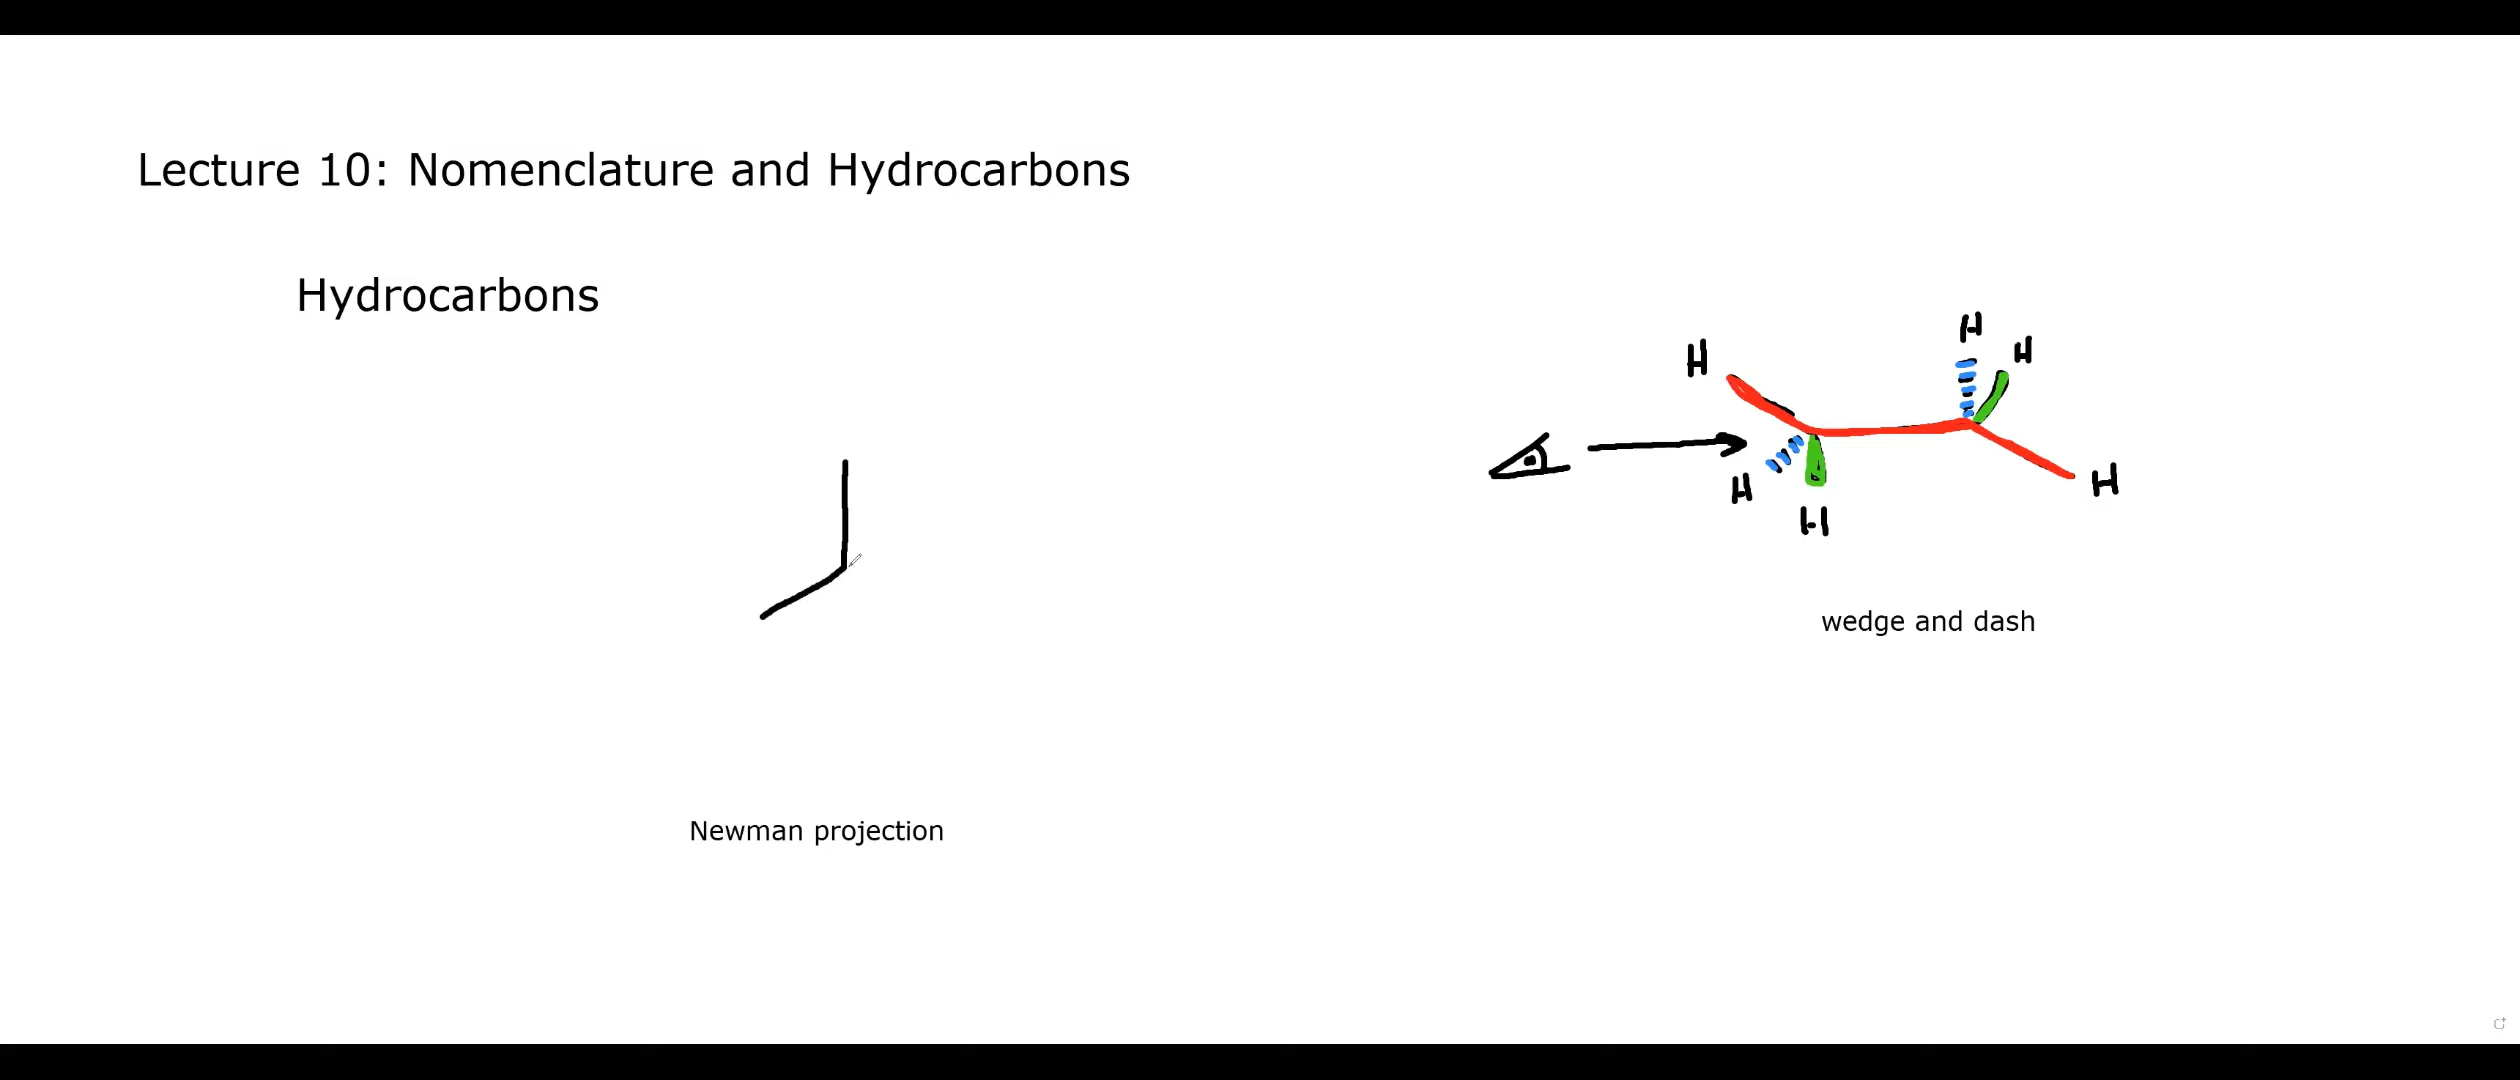 Lecture 10: Nomenclature and Hydrocarbons
Hydrocarbons
H
H
H
H
H
H
wedge and dash
Newman projection